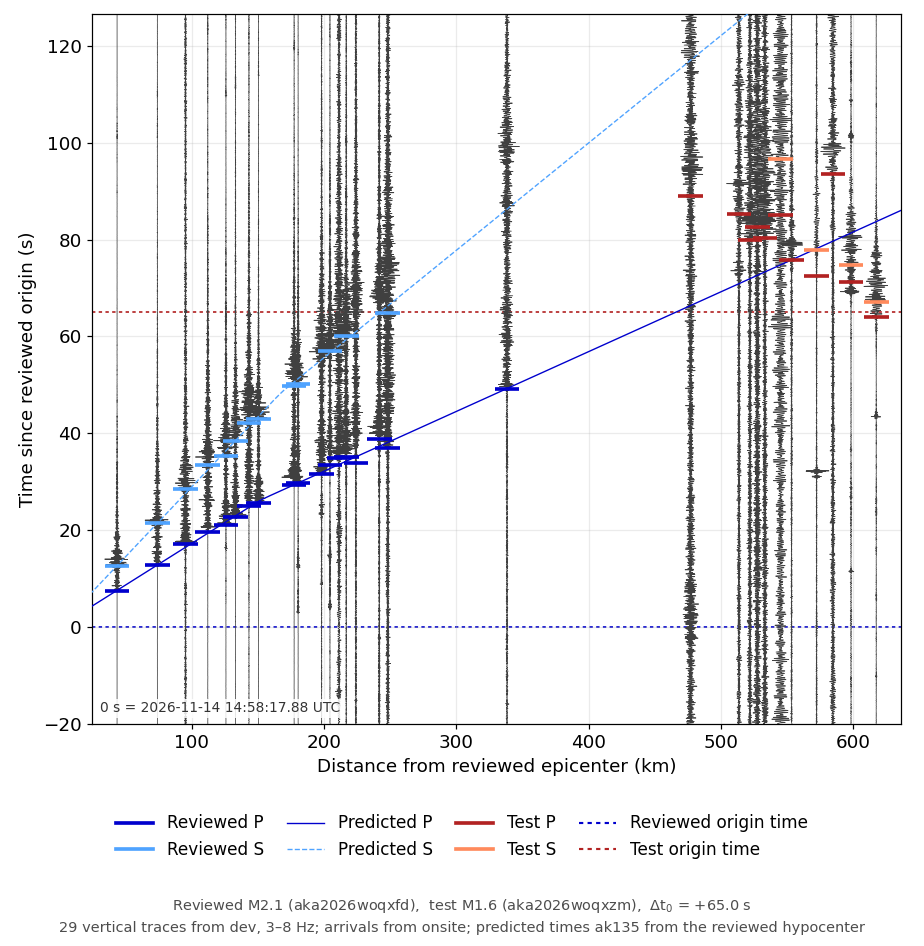 120
100
80
60
40
20
0
−20
Time since reviewed origin (s)
0 s = 2026-11-14 14:58:17.88 UTC
100 200 300 400 500 600
Distance from reviewed epicenter (km)
Reviewed P Predicted P Test P Reviewed origin time
Reviewed S Predicted S Test S Test origin time
Reviewed M2.1 (aka2026woqxfd), test M1.6 (aka2026woqxzm), Δt₀ = +65.0 s
29 vertical traces from dev, 3–8 Hz; arrivals from onsite; predicted times ak135 from the reviewed hypocenter